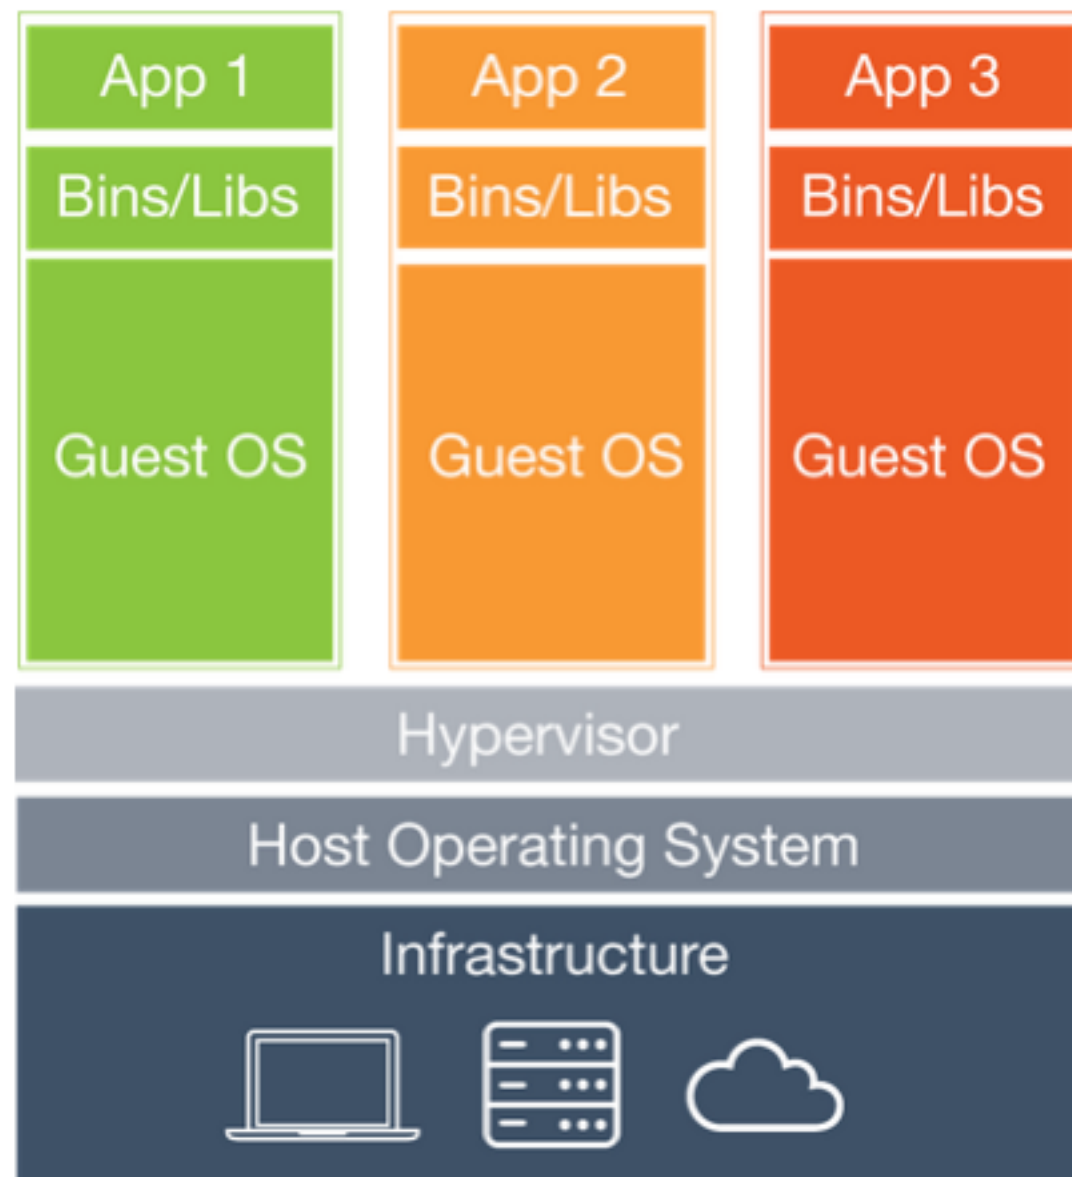 App 1
App 2
App 3
Bins/Libs
Bins/Libs
Bins/Libs
Guest OS
Guest OS
Guest OS
Hypervisor
Host Operating System
Infrastructure